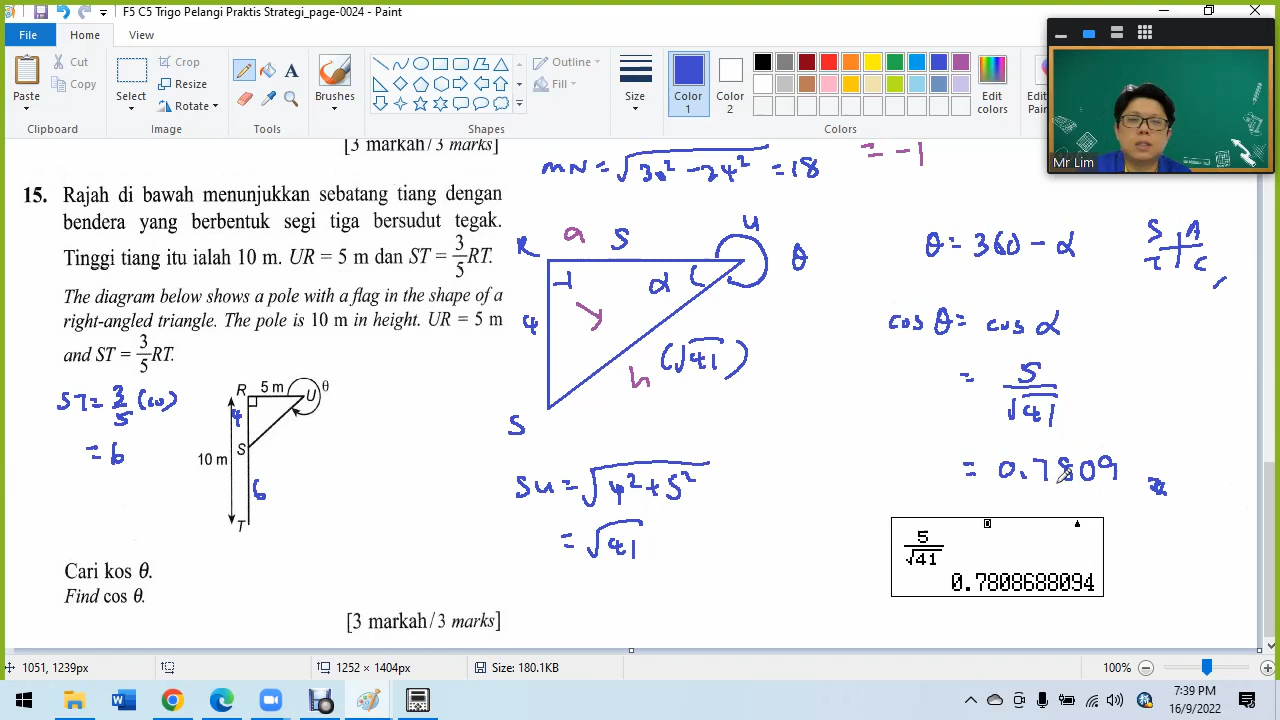 F5 C5 Trigo Pelangi Praktis Strategi_page-0024 - Paint
File Home View
Paste Cut Copy Clipboard
Select Crop Resize Rotate Image
Tools
Brushes
Outline Fill Shapes
Size
Color 1 Color 2 Edit colors Colors
Edit
Mr Lim
[3 markah/3 marks]
MN = √30² − 24² = 18
= −1
15. Rajah di bawah menunjukkan sebatang tiang dengan
bendera yang berbentuk segi tiga bersudut tegak.
Tinggi tiang itu ialah 10 m. UR = 5 m dan ST = 3/5 RT.
The diagram below shows a pole with a flag in the shape of a
right-angled triangle. The pole is 10 m in height. UR = 5 m
and ST = 3/5 RT.
ST = 3/5 (10)
= 6
R 5 m U θ
4
S
10 m
6
T
Cari kos θ.
Find cos θ.
[3 markah/3 marks]
R a 5 U θ
α
4
h (√41)
S
SU = √4² + 5²
= √41
θ = 360 − α
S A
T C
cos θ = cos α
= 5/√41
= 0.7809
5/√41
0.7808688094
1051, 1239px 1252 × 1404px Size: 180.1KB 100%
7:39 PM
16/9/2022